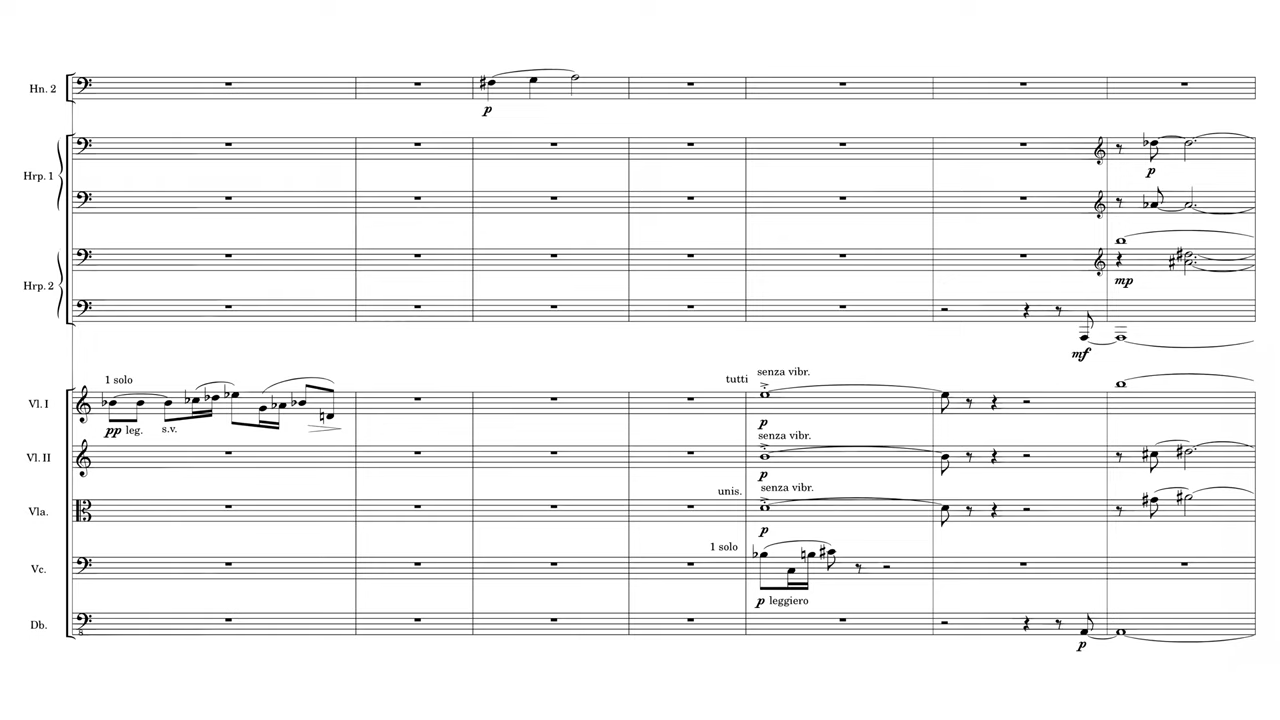 Hn. 2
p
Hrp. 1
p
Hrp. 2
mp
mf
1 solo
Vl. I
pp leg. s.v.
tutti
senza vibr.
p
Vl. II
senza vibr.
p
Vla.
unis.
senza vibr.
p
Vc.
1 solo
p leggiero
Db.
8
p